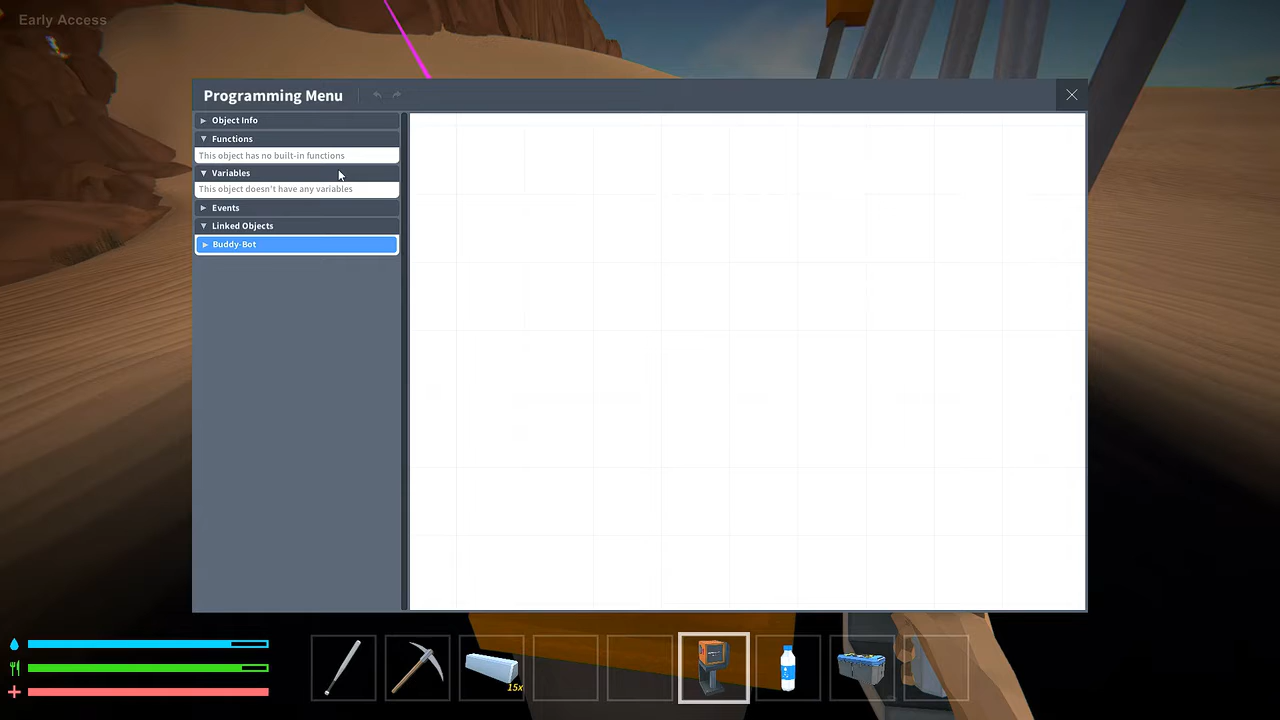 Early Access
Programming Menu
Object Info
Functions
This object has no built-in functions
Variables
This object doesn't have any variables
Events
Linked Objects
Buddy-Bot
15x